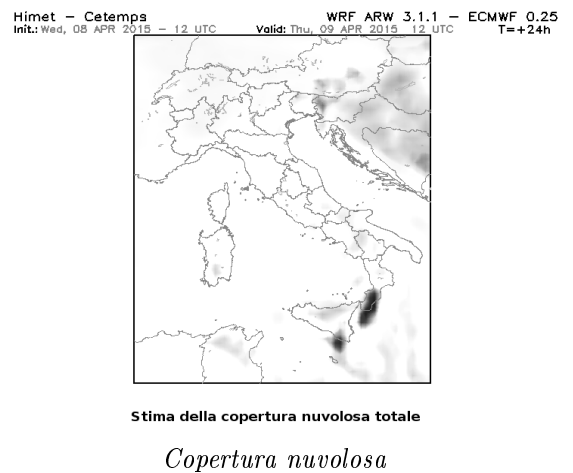 Himet – Cetemps WRF ARW 3.1.1 – ECMWF 0.25
Init.: Wed, 08 APR 2015 – 12 UTC Valid: Thu, 09 APR 2015 12 UTC T=+24h
Stima della copertura nuvolosa totale
Copertura nuvolosa